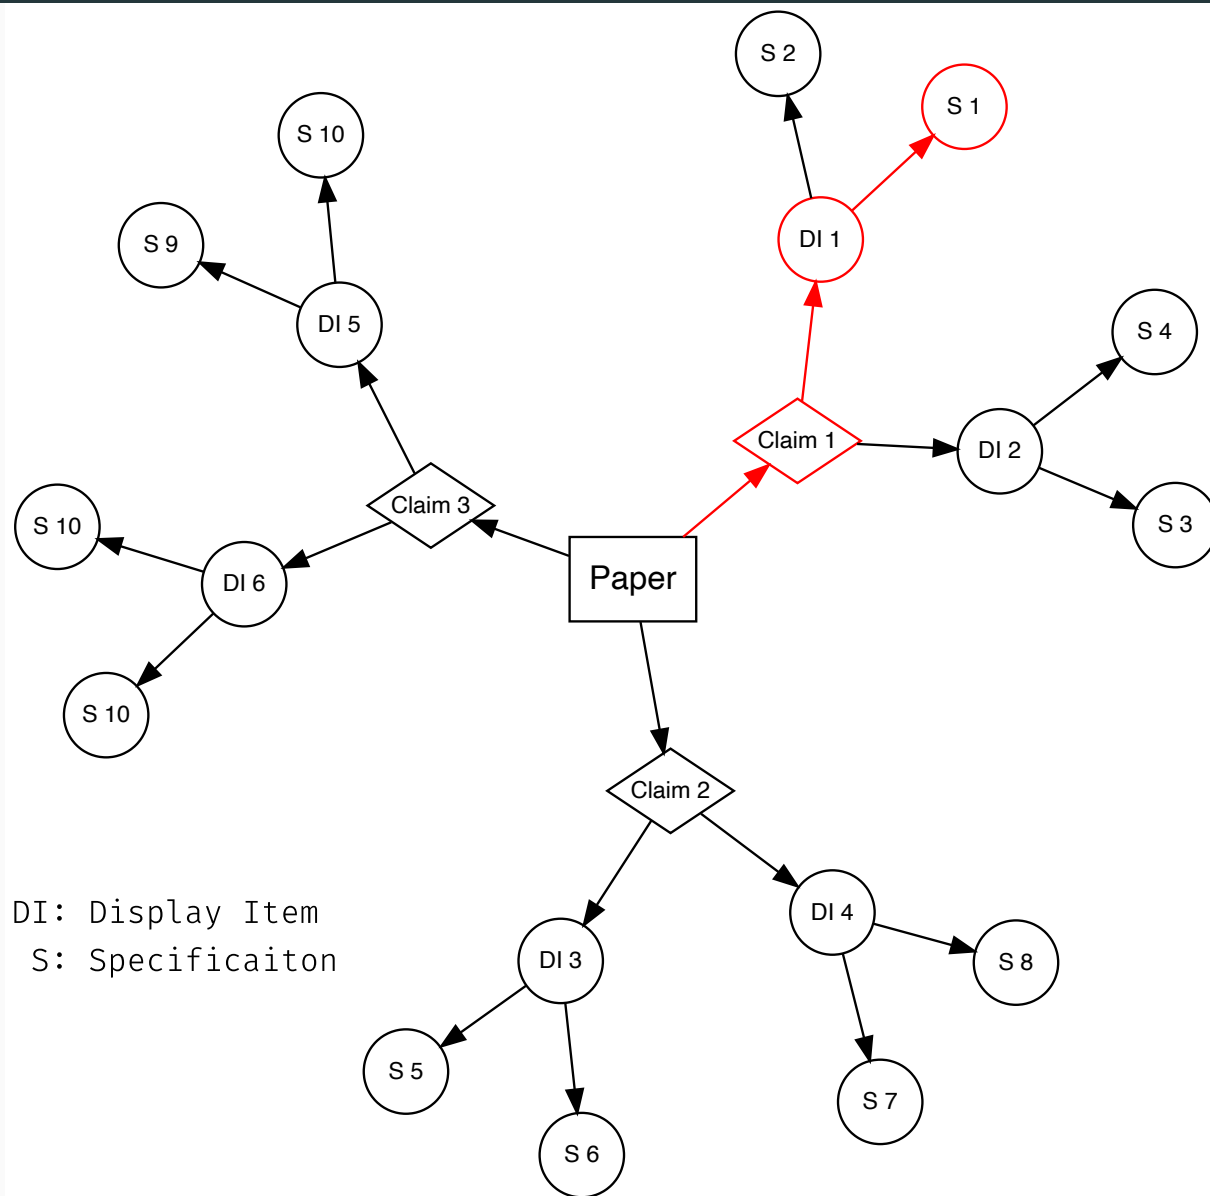 S 2
S 1
S 10
S 9
DI 1
DI 5
S 4
Claim 1
DI 2
Claim 3
S 10
S 3
DI 6
Paper
S 10
Claim 2
DI: Display Item
DI 4
S: Specificaiton
DI 3
S 8
S 5
S 7
S 6